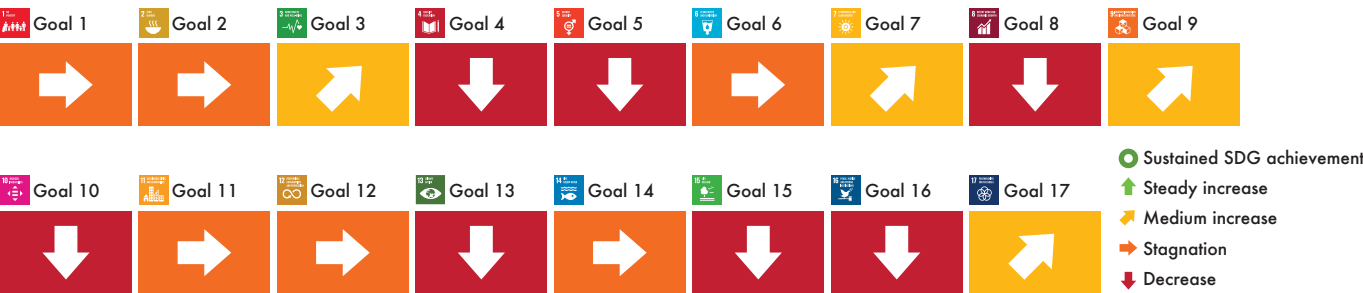 Goal 1
Goal 2
Goal 3
Goal 4
Goal 5
Goal 6
Goal 7
Goal 8
Goal 9
Goal 10
Goal 11
Goal 12
Goal 13
Goal 14
Goal 15
Goal 16
Goal 17
Sustained SDG achievement
Steady increase
Medium increase
Stagnation
Decrease